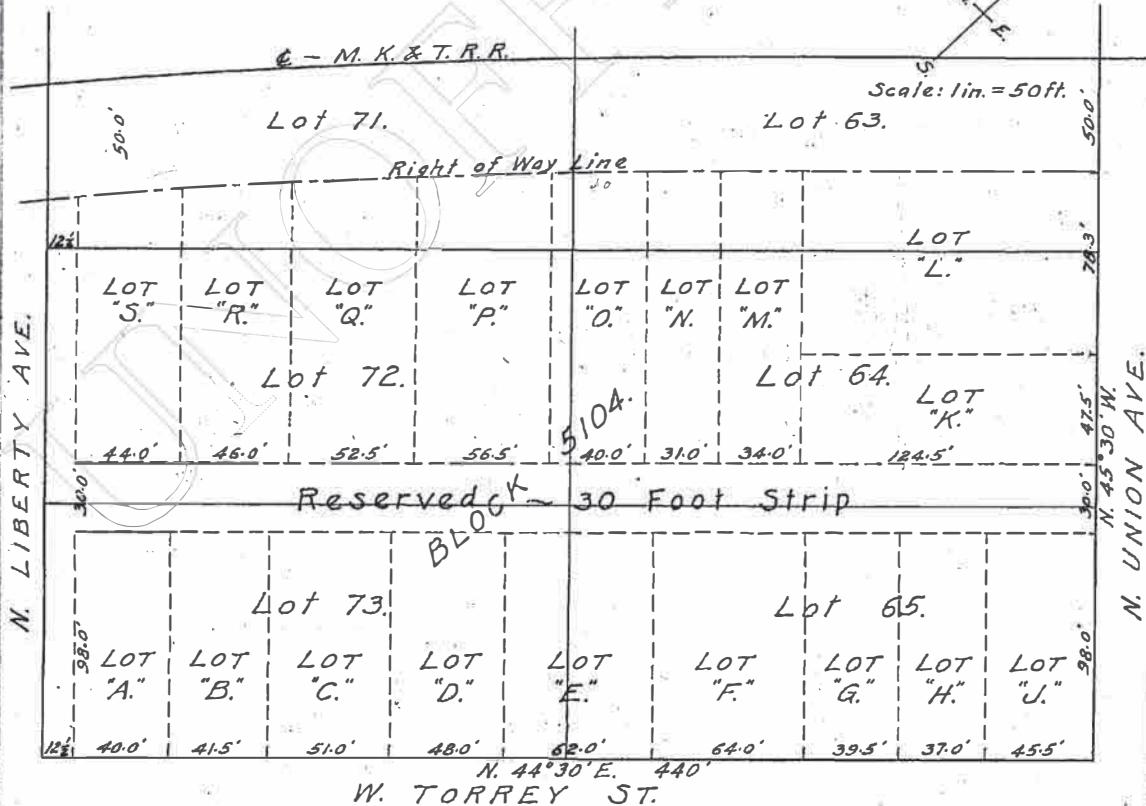 ℄ - M. K. & T. R. R.
E.
S.
Scale: 1in. = 50ft.
Lot 71.
Lot 63.
50.0'
50.0'
Right of Way Line
12½'
LOT "L."
78.3'
LOT "S."
LOT "R."
LOT "Q."
LOT "P."
LOT "O."
LOT "N."
LOT "M."
Lot 72.
Lot 64.
LOT "K."
47.5'
44.0'
46.0'
52.5'
56.5'
40.0'
31.0'
34.0'
124.5'
30.0'
Reserved ~ 30 Foot Strip
30.0'
BLOCK 5104.
N. 45°30' W.
N. LIBERTY AVE.
N. UNION AVE.
Lot 73.
Lot 65.
98.0'
LOT "A."
LOT "B."
LOT "C."
LOT "D."
LOT "E."
LOT "F."
LOT "G."
LOT "H."
LOT "J."
98.0'
12½'
40.0'
41.5'
51.0'
48.0'
62.0'
64.0'
39.5'
37.0'
45.5'
N. 44°30' E. 440'
W. TORREY ST.